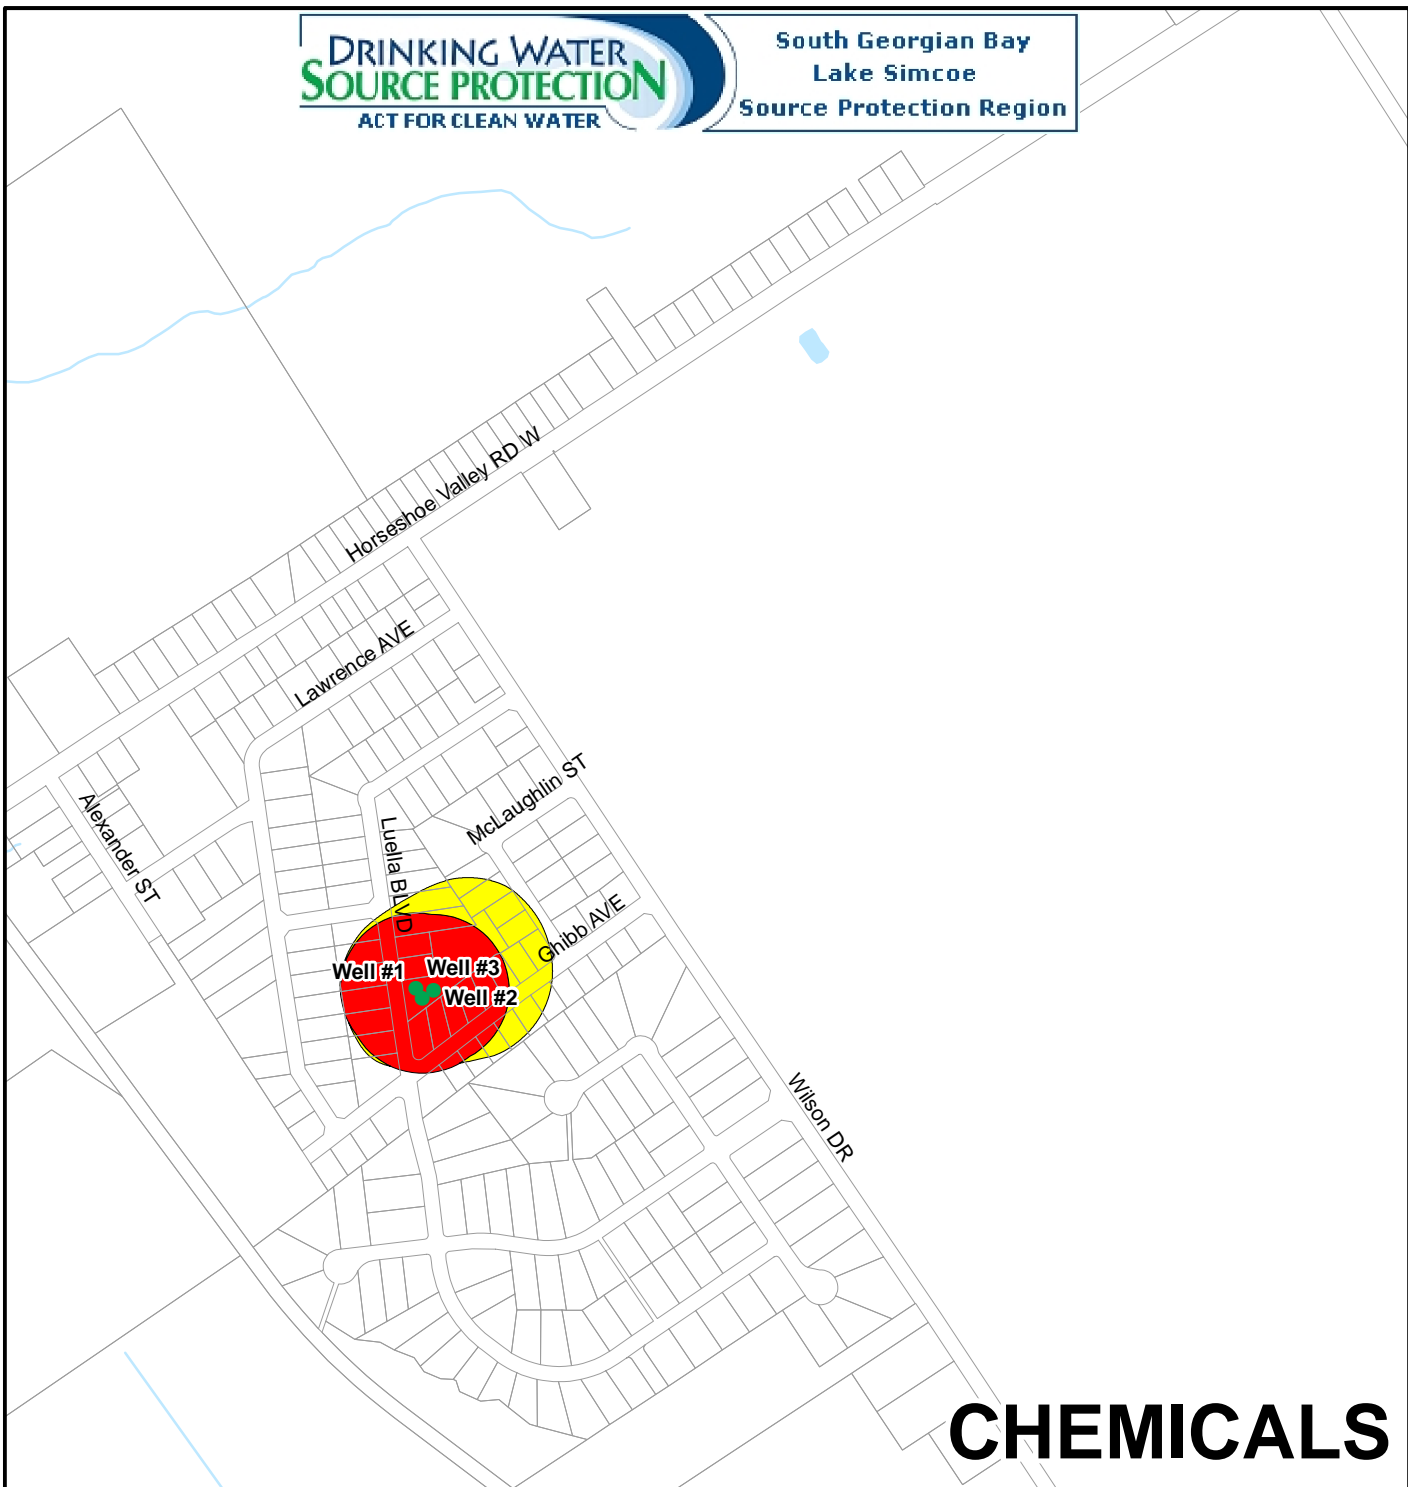 DRINKING WATER
SOURCE PROTECTION
ACT FOR CLEAN WATER
South Georgian Bay
Lake Simcoe
Source Protection Region
Horseshoe Valley RD W
Lawrence AVE
McLaughlin ST
Alexander ST
Luella BLVD
Ghibb AVE
Well #1
Well #3
Well #2
Wilson DR
CHEMICALS